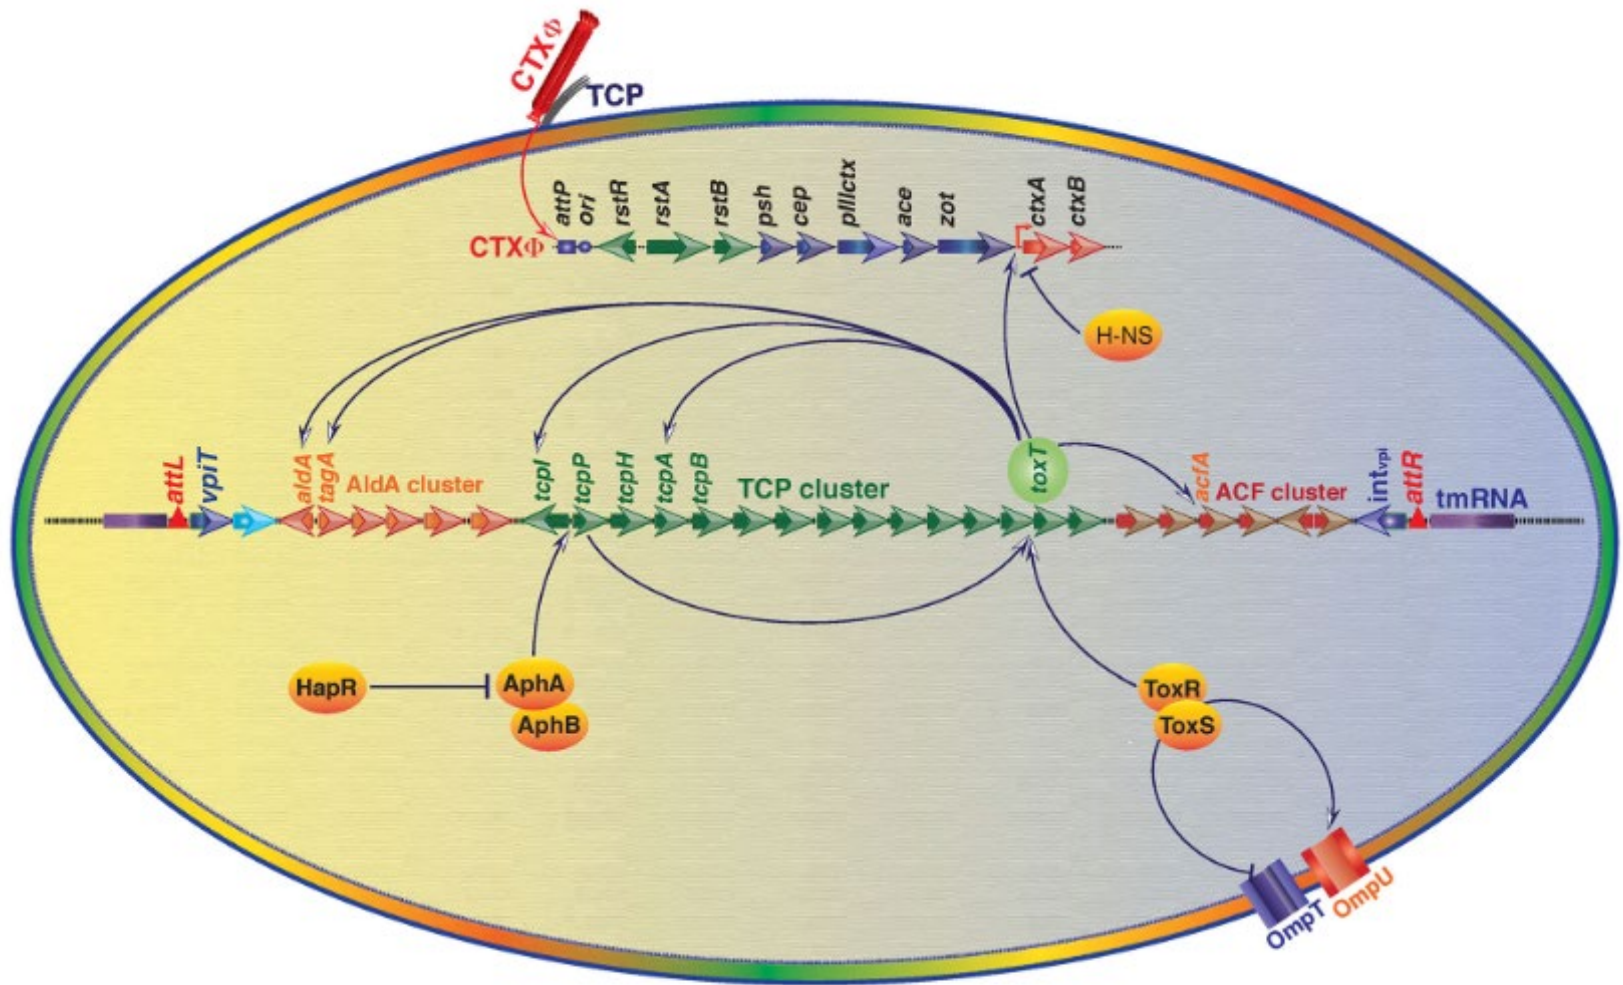 CTXΦ
TCP
attP
ori
rstR
rstA
rstB
psh
cep
pIIIctx
ace
zot
ctxA
ctxB
CTXΦ
H-NS
attL
vpiT
aldA
tagA
AldA cluster
tcpI
tcpP
tcpH
tcpA
tcpB
TCP cluster
toxT
acfA
ACF cluster
intvpi
attR
tmRNA
HapR
AphA
AphB
ToxR
ToxS
OmpT
OmpU